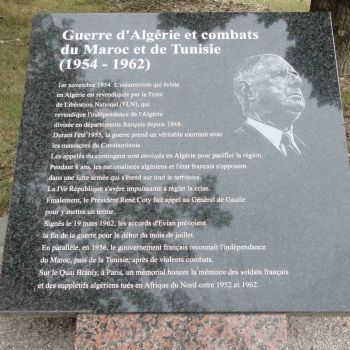 Guerre d'Algérie et combats
du Maroc et de Tunisie
(1954 - 1962)
1er novembre 1954 L'insurrection qui éclate
en Algérie est revendiquée par le Front
de Libération National (FLN), qui
revendique l'indépendance de l'Algérie
divisée en départements français depuis 1848.
Durant l'été 1955, la guerre prend un véritable tournant avec
les massacres du Constantinois.
Les appelés du contingent sont envoyés en Algérie pour pacifier la région.
Pendant 8 ans, les nationalistes algériens et l'état français s'opposent
dans une lutte armée qui s'étend sur tout le territoire.
La IVe République s'avère impuissante à régler la crise.
Finalement, le Président René Coty fait appel au Général de Gaulle
pour y mettre un terme.
Signés le 19 mars 1962, les accords d'Evian prévoient
la fin de la guerre pour le début du mois de juillet.
En parallèle, en 1956, le gouvernement français reconnaît l'indépendance
du Maroc, puis de la Tunisie, après de violents combats.
Sur le Quai Branly, à Paris, un mémorial honore la mémoire des soldats français
et des supplétifs algériens tués en Afrique du Nord entre 1952 et 1962.